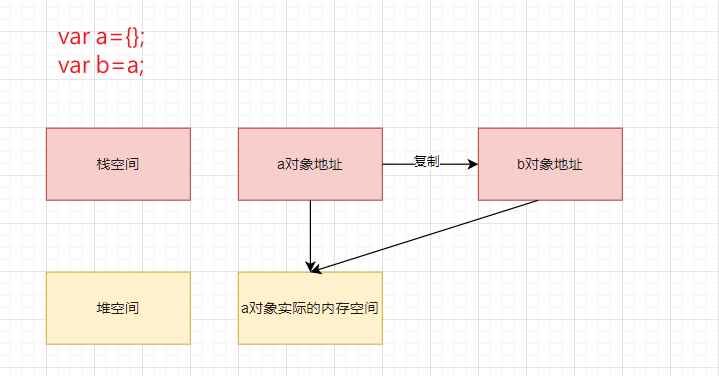 var a={};
var b=a;
栈空间
a对象地址
复制
b对象地址
堆空间
a对象实际的内存空间